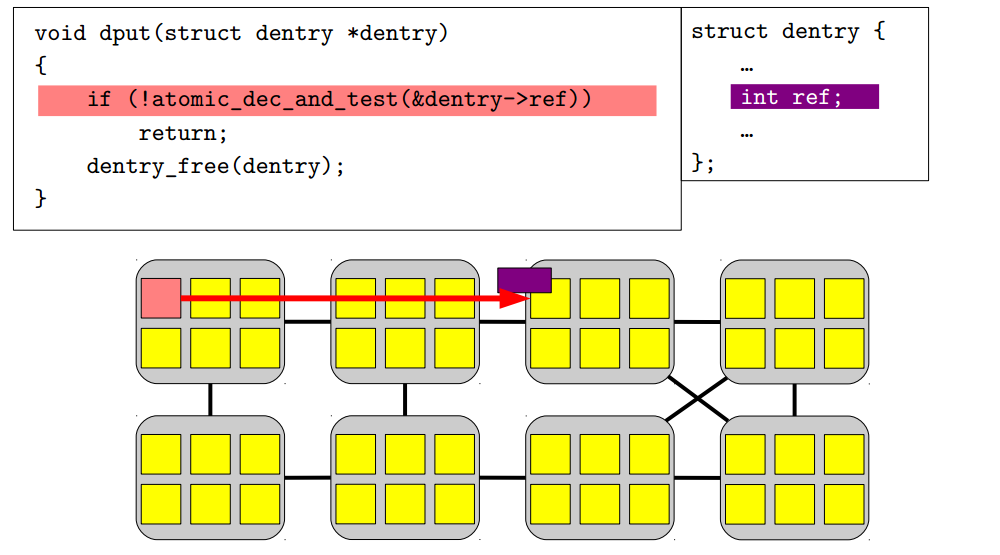 void dput(struct dentry *dentry)
{
if (!atomic_dec_and_test(&dentry->ref))
return;
dentry_free(dentry);
}
struct dentry {
…
int ref;
…
};